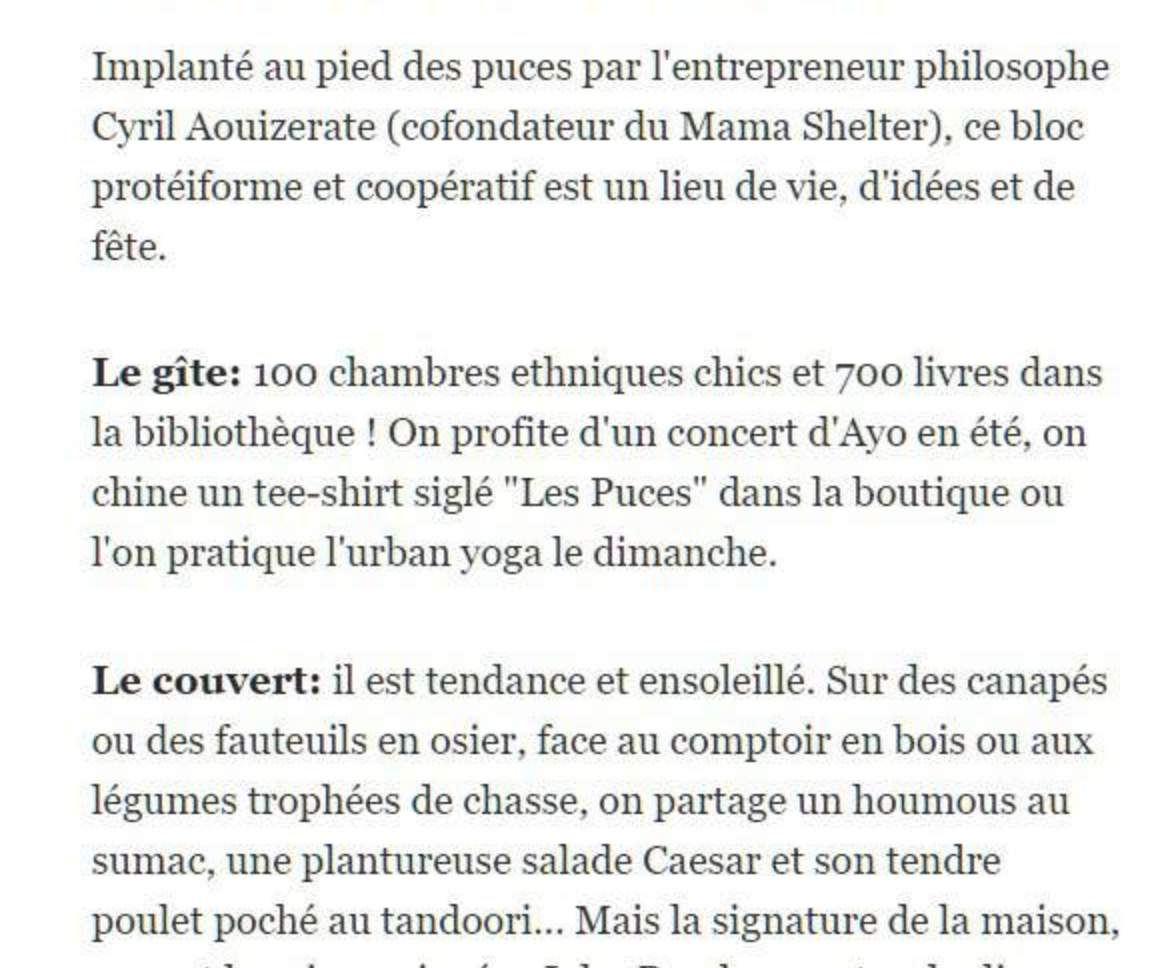 Implanté au pied des puces par l'entrepreneur philosophe
Cyril Aouizerate (cofondateur du Mama Shelter), ce bloc
protéiforme et coopératif est un lieu de vie, d'idées et de
fête.
Le gîte: 100 chambres ethniques chics et 700 livres dans
la bibliothèque ! On profite d'un concert d'Ayo en été, on
chine un tee-shirt siglé "Les Puces" dans la boutique ou
l'on pratique l'urban yoga le dimanche.
Le couvert: il est tendance et ensoleillé. Sur des canapés
ou des fauteuils en osier, face au comptoir en bois ou aux
légumes trophées de chasse, on partage un houmous au
sumac, une plantureuse salade Caesar et son tendre
poulet poché au tandoori... Mais la signature de la maison,